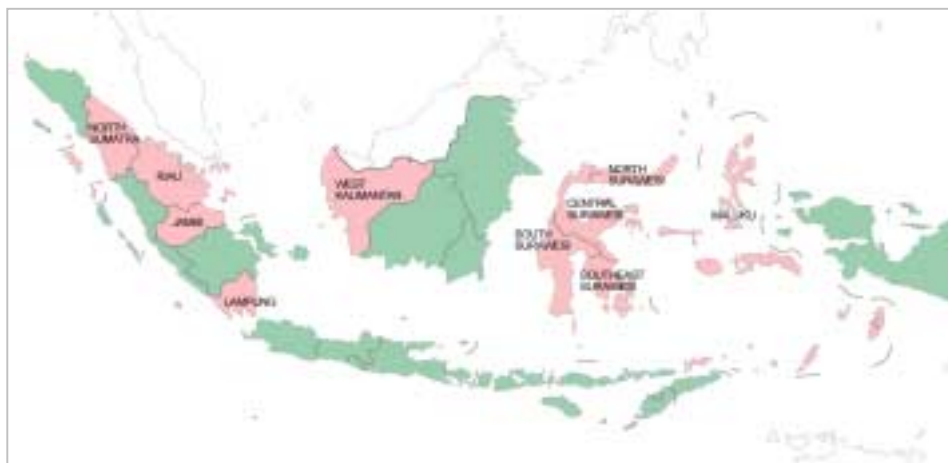 NORTH
SUMATRA
RIAU
JAMBI
LAMPUNG
WEST
KALIMANTAN
NORTH
SULAWESI
CENTRAL
SULAWESI
SOUTH
SULAWESI
SOUTHEAST
SULAWESI
MALUKU